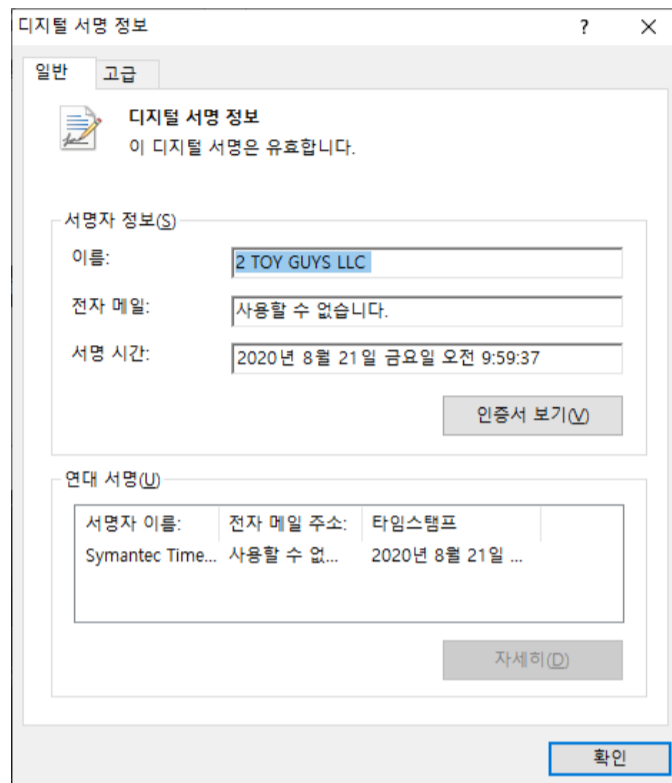 디지털 서명 정보 ? ×
일반 고급
디지털 서명 정보
이 디지털 서명은 유효합니다.
서명자 정보(S)
이름: 2 TOY GUYS LLC
전자 메일: 사용할 수 없습니다.
서명 시간: 2020년 8월 21일 금요일 오전 9:59:37
인증서 보기(V)
연대 서명(U)
서명자 이름: 전자 메일 주소: 타임스탬프
Symantec Time... 사용할 수 없... 2020년 8월 21일 ...
자세히(D)
확인